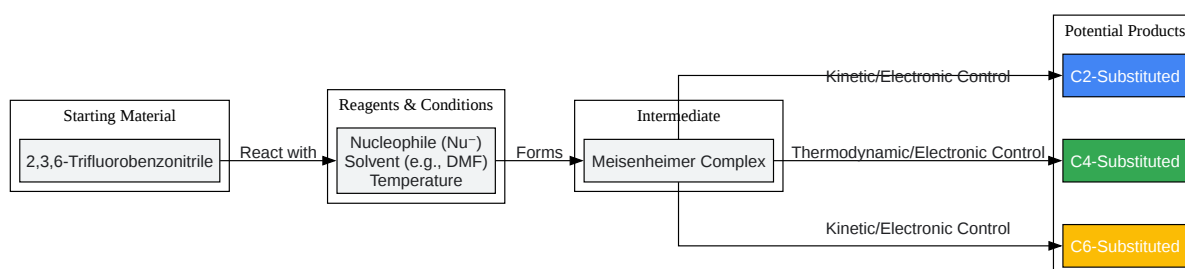 Starting Material
2,3,6-Trifluorobenzonitrile
React with
Reagents & Conditions
Nucleophile (Nu⁻)
Solvent (e.g., DMF)
Temperature
Forms
Intermediate
Meisenheimer Complex
Kinetic/Electronic Control
Thermodynamic/Electronic Control
Kinetic/Electronic Control
Potential Products
C2-Substituted
C4-Substituted
C6-Substituted